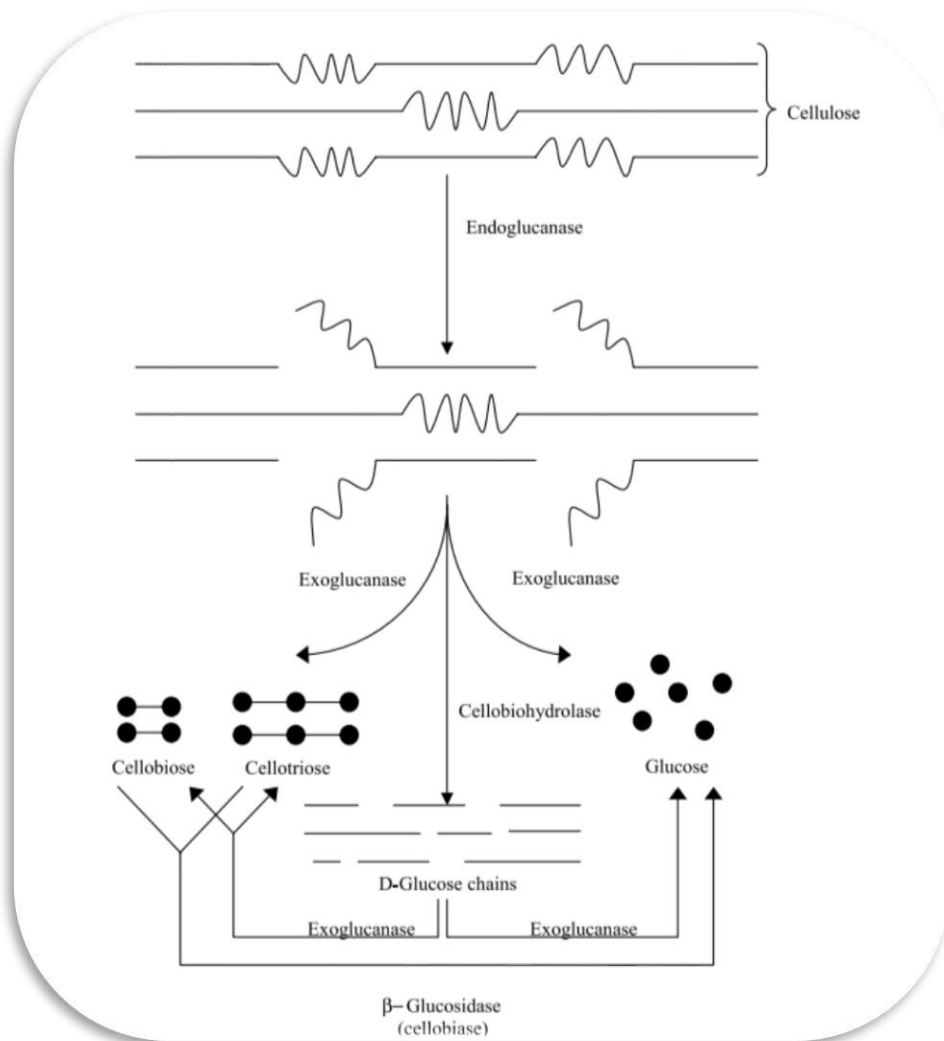 Cellulose
Endoglucanase
Exoglucanase
Exoglucanase
Cellobiohydrolase
Cellobiose
Cellotriose
Glucose
D-Glucose chains
Exoglucanase
Exoglucanase
β– Glucosidase
(cellobiase)